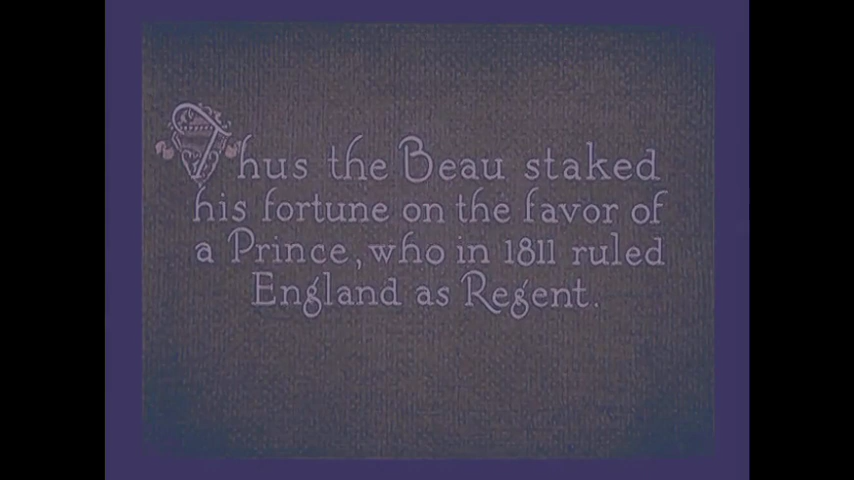 Thus the Beau staked
his fortune on the favor of
a Prince, who in 1811 ruled
England as Regent.